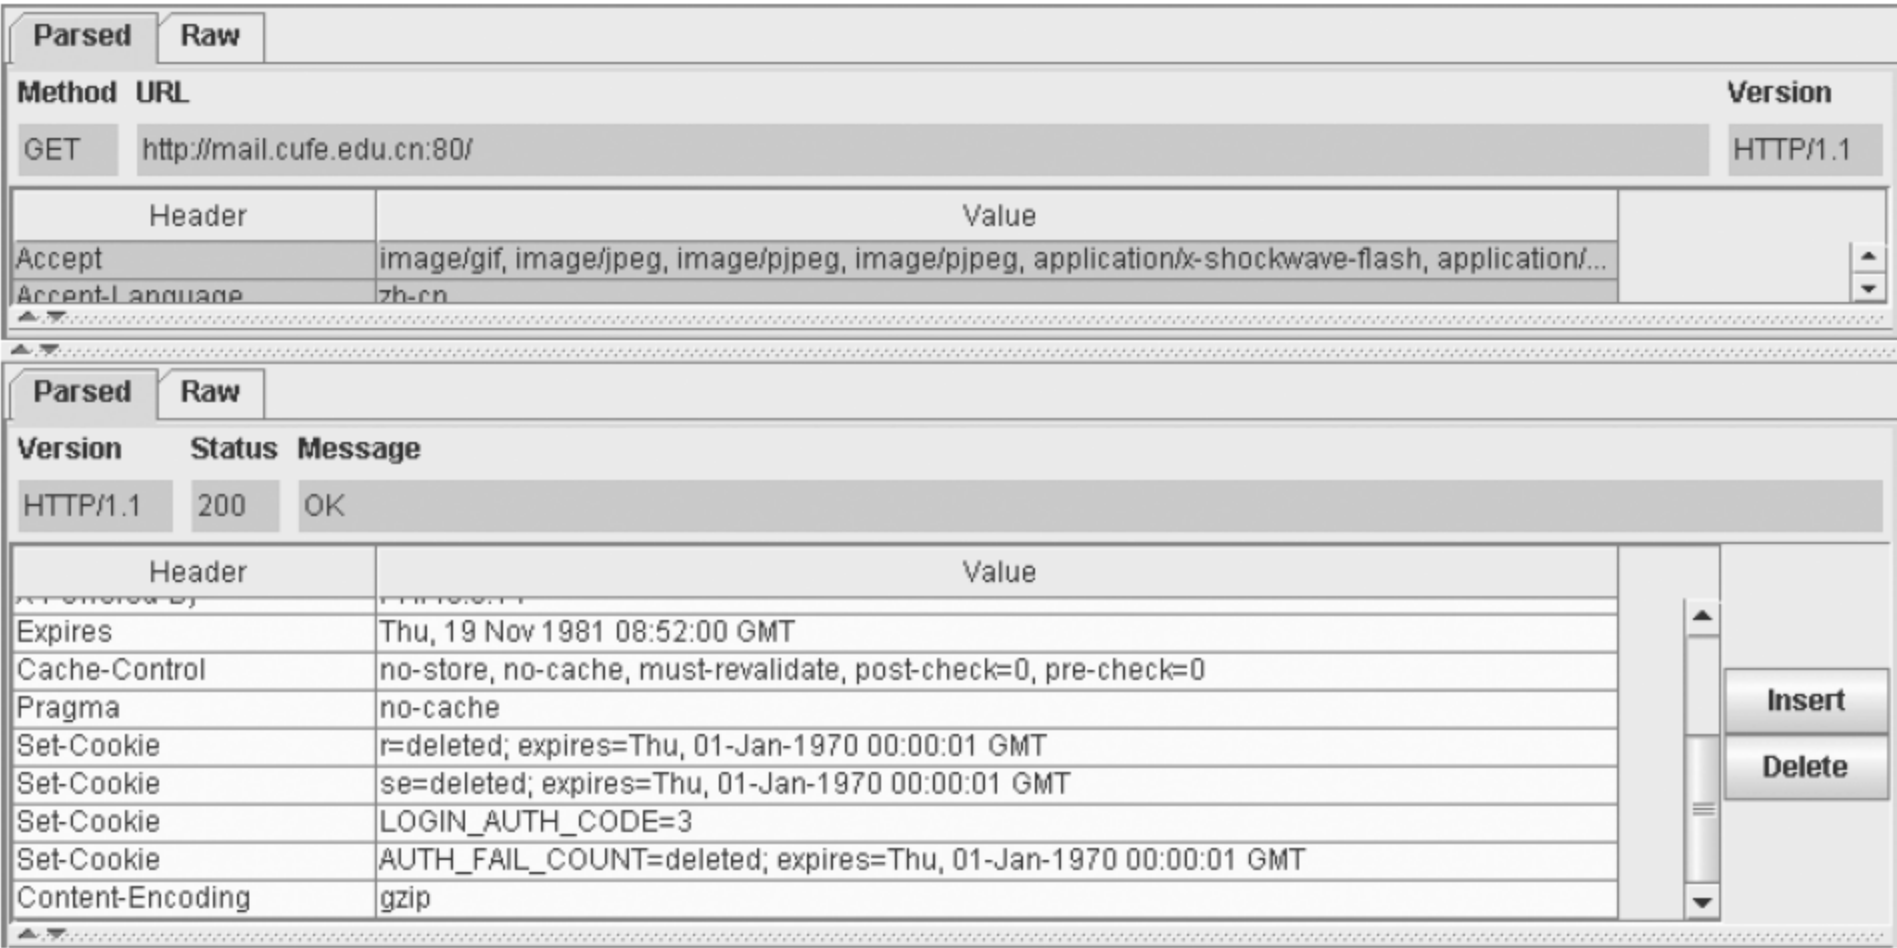 Parsed Raw
Method URL Version
GET http://mail.cufe.edu.cn:80/ HTTP/1.1
Header Value
Accept image/gif, image/jpeg, image/pjpeg, image/pjpeg, application/x-shockwave-flash, application/...
Accept-Language zh-cn
Parsed Raw
Version Status Message
HTTP/1.1 200 OK
Header Value
X-Powered-By
Expires Thu, 19 Nov 1981 08:52:00 GMT
Cache-Control no-store, no-cache, must-revalidate, post-check=0, pre-check=0
Pragma no-cache
Set-Cookie r=deleted; expires=Thu, 01-Jan-1970 00:00:01 GMT
Set-Cookie se=deleted; expires=Thu, 01-Jan-1970 00:00:01 GMT
Set-Cookie LOGIN_AUTH_CODE=3
Set-Cookie AUTH_FAIL_COUNT=deleted; expires=Thu, 01-Jan-1970 00:00:01 GMT
Content-Encoding gzip
Insert
Delete